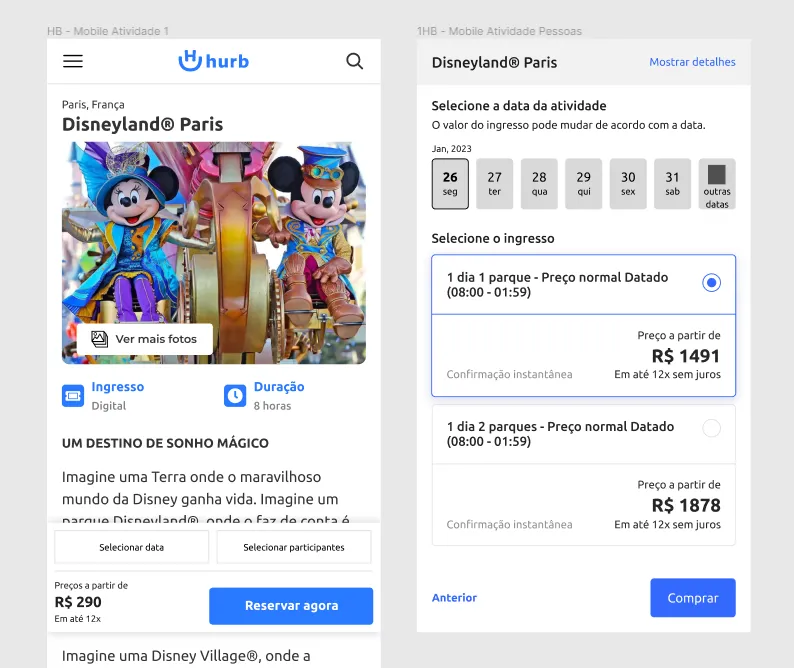 HB - Mobile Atividade 1
hurb
Paris, França
Disneyland® Paris
Ver mais fotos
Ingresso
Digital
Duração
8 horas
UM DESTINO DE SONHO MÁGICO
Imagine uma Terra onde o maravilhoso
mundo da Disney ganha vida. Imagine um
parque Disneyland®, onde o faz de conta é
Selecionar data
Selecionar participantes
Preços a partir de
R$ 290
Em até 12x
Reservar agora
Imagine uma Disney Village®, onde a
1HB - Mobile Atividade Pessoas
Disneyland® Paris
Mostrar detalhes
Selecione a data da atividade
O valor do ingresso pode mudar de acordo com a data.
Jan, 2023
26
seg
27
ter
28
qua
29
qui
30
sex
31
sab
outras
datas
Selecione o ingresso
1 dia 1 parque - Preço normal Datado
(08:00 - 01:59)
Preço a partir de
R$ 1491
Confirmação instantânea
Em até 12x sem juros
1 dia 2 parques - Preço normal Datado
(08:00 - 01:59)
Preço a partir de
R$ 1878
Confirmação instantânea
Em até 12x sem juros
Anterior
Comprar